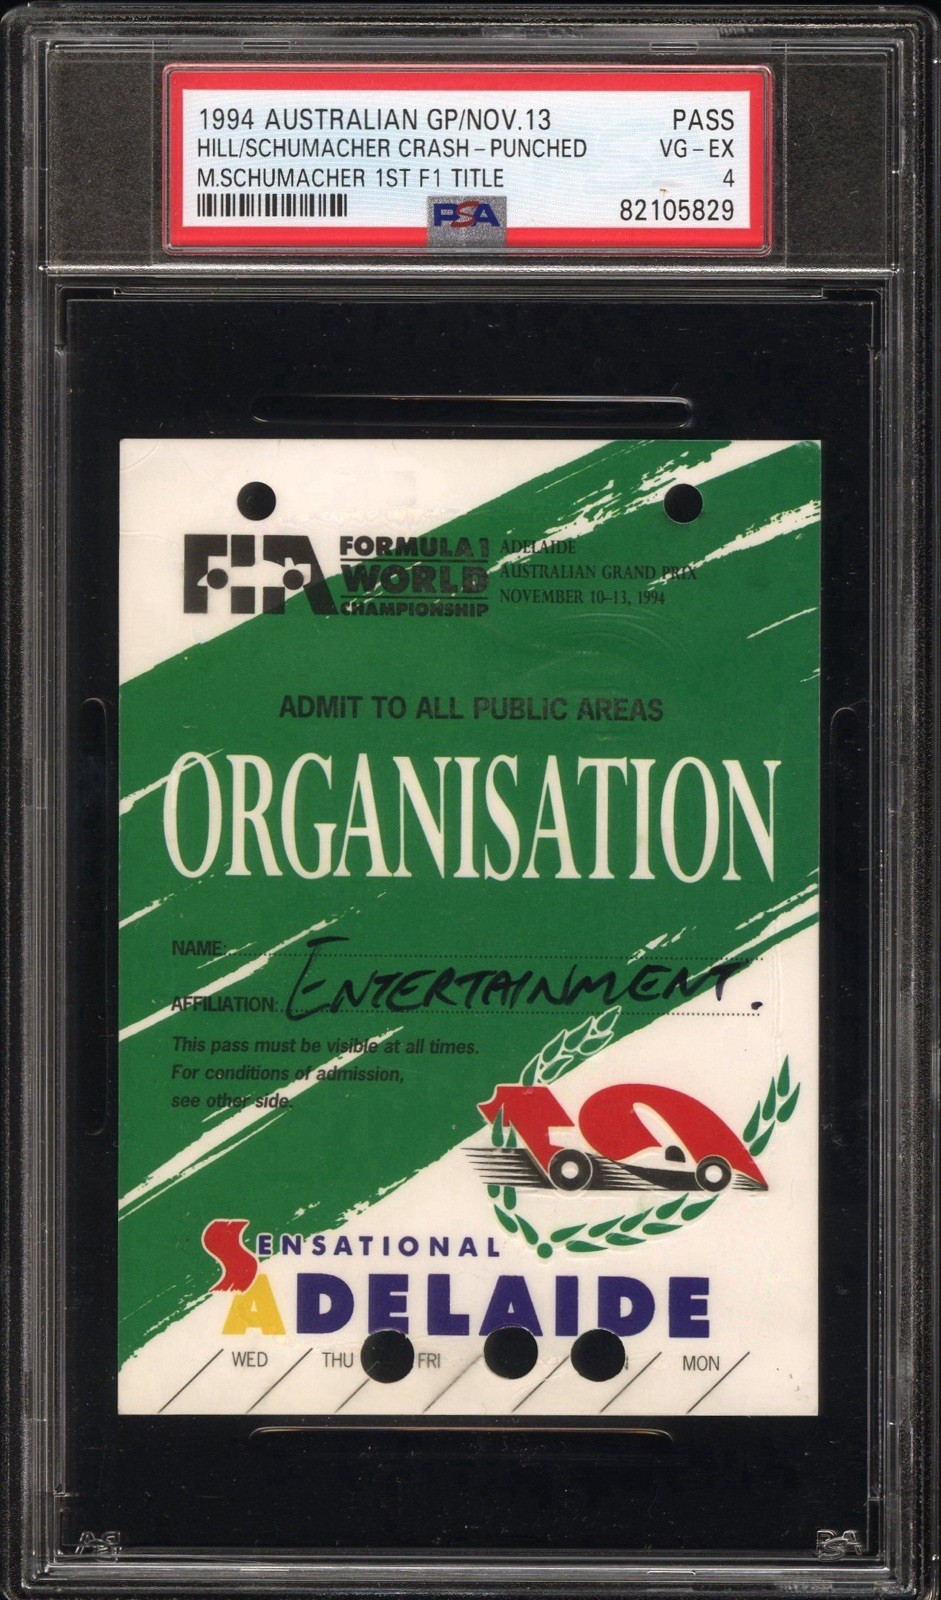 1994 AUSTRALIAN GP/NOV.13 PASS
HILL/SCHUMACHER CRASH-PUNCHED VG-EX
M.SCHUMACHER 1ST F1 TITLE 4
PSA 82105829
FIA FORMULA 1 ADELAIDE
WORLD AUSTRALIAN GRAND PRIX
CHAMPIONSHIP NOVEMBER 10-13, 1994
ADMIT TO ALL PUBLIC AREAS
ORGANISATION
NAME:
AFFILIATION: ENTERTAINMENT.
This pass must be visible at all times.
For conditions of admission,
see other side.
SENSATIONAL
ADELAIDE
WED THU FRI MON
PSA PSA